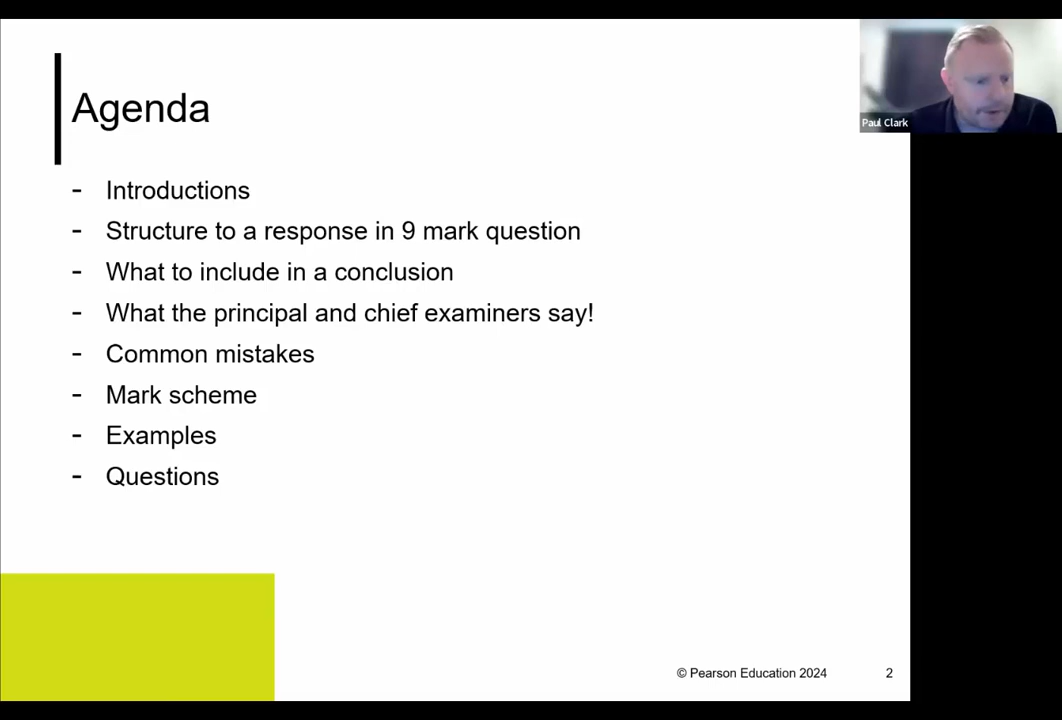 Agenda
- Introductions
- Structure to a response in 9 mark question
- What to include in a conclusion
- What the principal and chief examiners say!
- Common mistakes
- Mark scheme
- Examples
- Questions
© Pearson Education 2024 2
Paul Clark